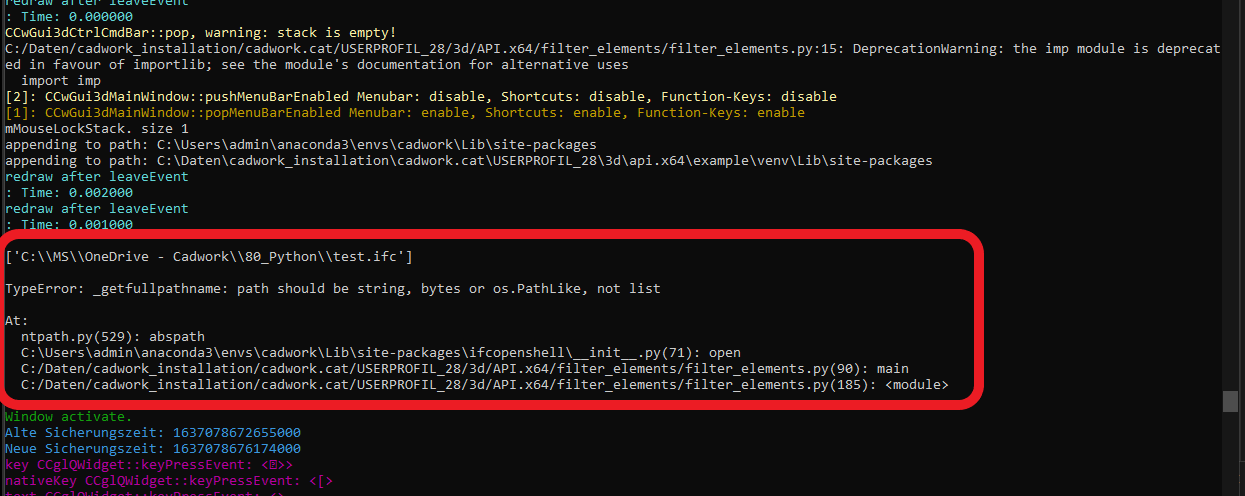 redraw after leaveEvent
: Time: 0.000000
CCwGui3dCtrlCmdBar::pop, warning: stack is empty!
C:/Daten/cadwork_installation/cadwork.cat/USERPROFIL_28/3d/API.x64/filter_elements/filter_elements.py:15: DeprecationWarning: the imp module is deprecat
ed in favour of importlib; see the module's documentation for alternative uses
  import imp
[2]: CCwGui3dMainWindow::pushMenuBarEnabled Menubar: disable, Shortcuts: disable, Function-Keys: disable
[1]: CCwGui3dMainWindow::popMenuBarEnabled Menubar: enable, Shortcuts: enable, Function-Keys: enable
mMouseLockStack. size 1
appending to path: C:\Users\admin\anaconda3\envs\cadwork\Lib\site-packages
appending to path: C:\Daten\cadwork_installation\cadwork.cat\USERPROFIL_28\3d\api.x64\example\venv\Lib\site-packages
redraw after leaveEvent
: Time: 0.002000
redraw after leaveEvent
: Time: 0.001000
['C:\\MS\\OneDrive - Cadwork\\80_Python\\test.ifc']
TypeError: _getfullpathname: path should be string, bytes or os.PathLike, not list
At:
  ntpath.py(529): abspath
  C:\Users\admin\anaconda3\envs\cadwork\Lib\site-packages\ifcopenshell\__init__.py(71): open
  C:/Daten/cadwork_installation/cadwork.cat/USERPROFIL_28/3d/API.x64/filter_elements/filter_elements.py(90): main
  C:/Daten/cadwork_installation/cadwork.cat/USERPROFIL_28/3d/API.x64/filter_elements/filter_elements.py(185): <module>
Window activate.
Alte Sicherungszeit: 1637078672655000
Neue Sicherungszeit: 1637078676174000
key CCglQWidget::keyPressEvent: <>>
nativeKey CCglQWidget::keyPressEvent: <[>
text CCglQWidget::keyPressEvent: <>